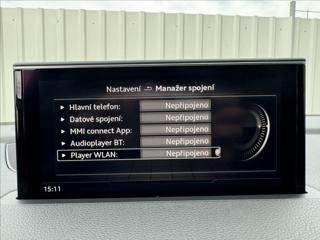 Nastavení Manažer spojení
Hlavní telefon: Nepřipojeno
Datové spojení: Nepřipojeno
MMI connect App: Nepřipojeno
Audioplayer BT: Nepřipojeno
Player WLAN: Nepřipojeno
15:11